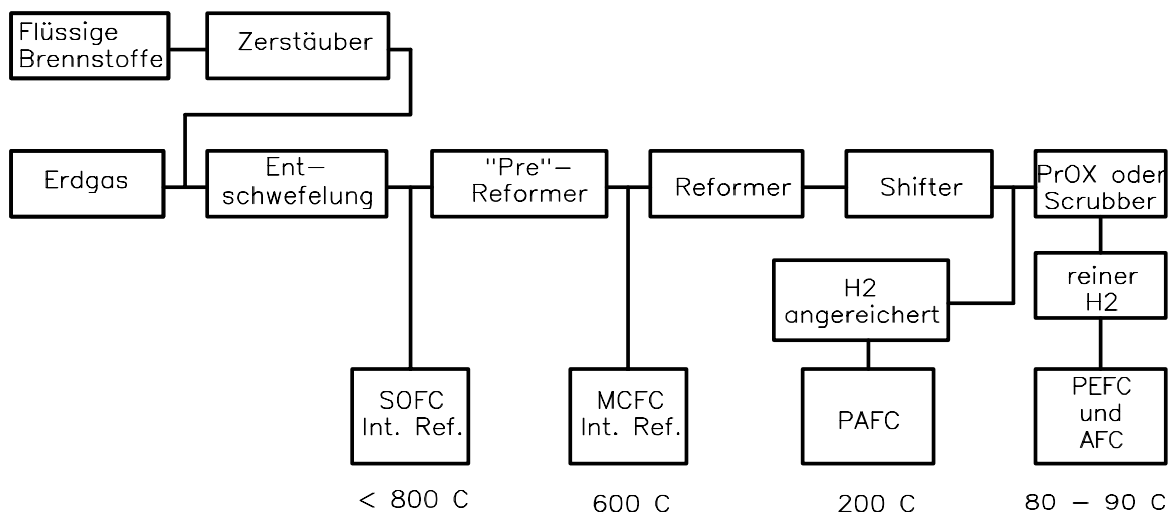 Flüssige
Brennstoffe
Zerstäuber
Erdgas
Ent–
schwefelung
"Pre"–
Reformer
Reformer
Shifter
PrOX oder
Scrubber
H2
angereichert
reiner
H2
SOFC
Int. Ref.
MCFC
Int. Ref.
PAFC
PEFC
und
AFC
< 800 C
600 C
200 C
80 – 90 C